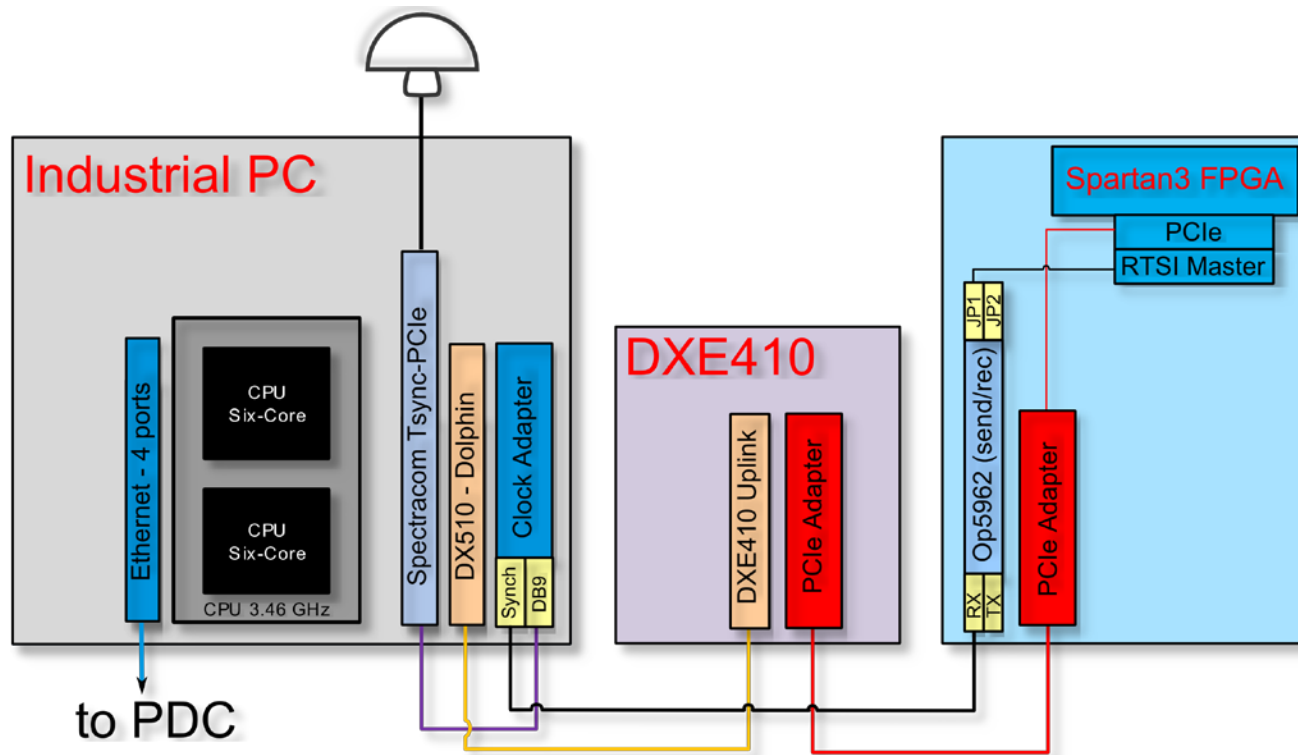 Industrial PC
Ethernet - 4 ports
CPU
Six-Core
CPU
Six-Core
CPU 3.46 GHz
Spectracom Tsync-PCIe
DX510 - Dolphin
Clock Adapter
Synch
DB9
to PDC
DXE410
DXE410 Uplink
PCIe Adapter
Spartan3 FPGA
PCIe
RTSI Master
JP1
JP2
Op5962 (send/rec)
RX
TX
PCIe Adapter